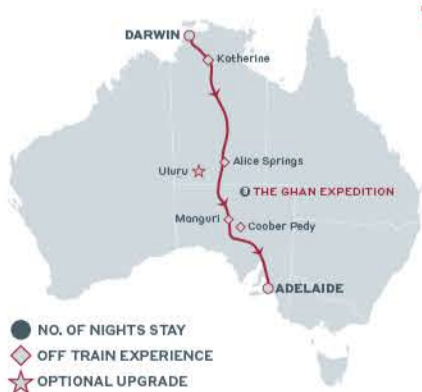 DARWIN
Katherine
Alice Springs
Uluru
3 THE GHAN EXPEDITION
Manguri
Coober Pedy
ADELAIDE
NO. OF NIGHTS STAY
OFF TRAIN EXPERIENCE
OPTIONAL UPGRADE